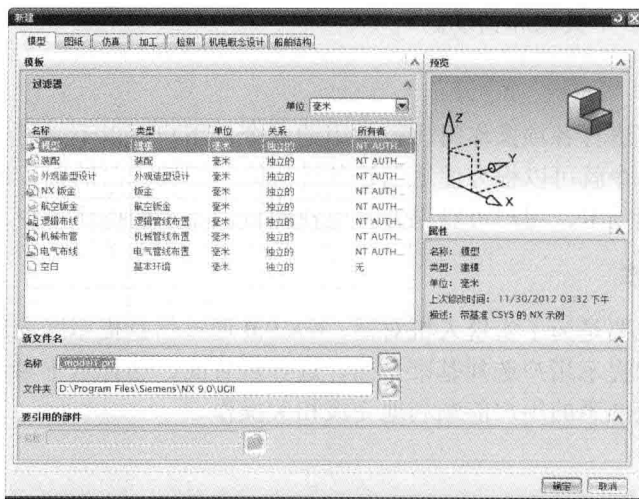 新建
模型 图纸 仿真 加工 检测 机电概念设计 船舶结构
模板
过滤器
单位 毫米
名称 类型 单位 关系 所有者
模型 建模 毫米 独立的 NT AUTH...
装配 装配 毫米 独立的 NT AUTH...
外观造型设计 外观造型设计 毫米 独立的 NT AUTH...
NX 钣金 钣金 毫米 独立的 NT AUTH...
航空钣金 航空钣金 毫米 独立的 NT AUTH...
逻辑布线 逻辑管线布置 毫米 独立的 NT AUTH...
机械布管 机械管线布置 毫米 独立的 NT AUTH...
电气布线 电气管线布置 毫米 独立的 NT AUTH...
空白 基本环境 毫米 独立的 无
预览
Z
Y
X
属性
名称: 模型
类型: 建模
单位: 毫米
上次修改时间: 11/30/2012 03:32 下午
描述: 带基准 CSYS 的 NX 示例
新文件名
名称 _model1.prt
文件夹 D:\Program Files\Siemens\NX 9.0\UGII
要引用的部件
名称
确定 取消